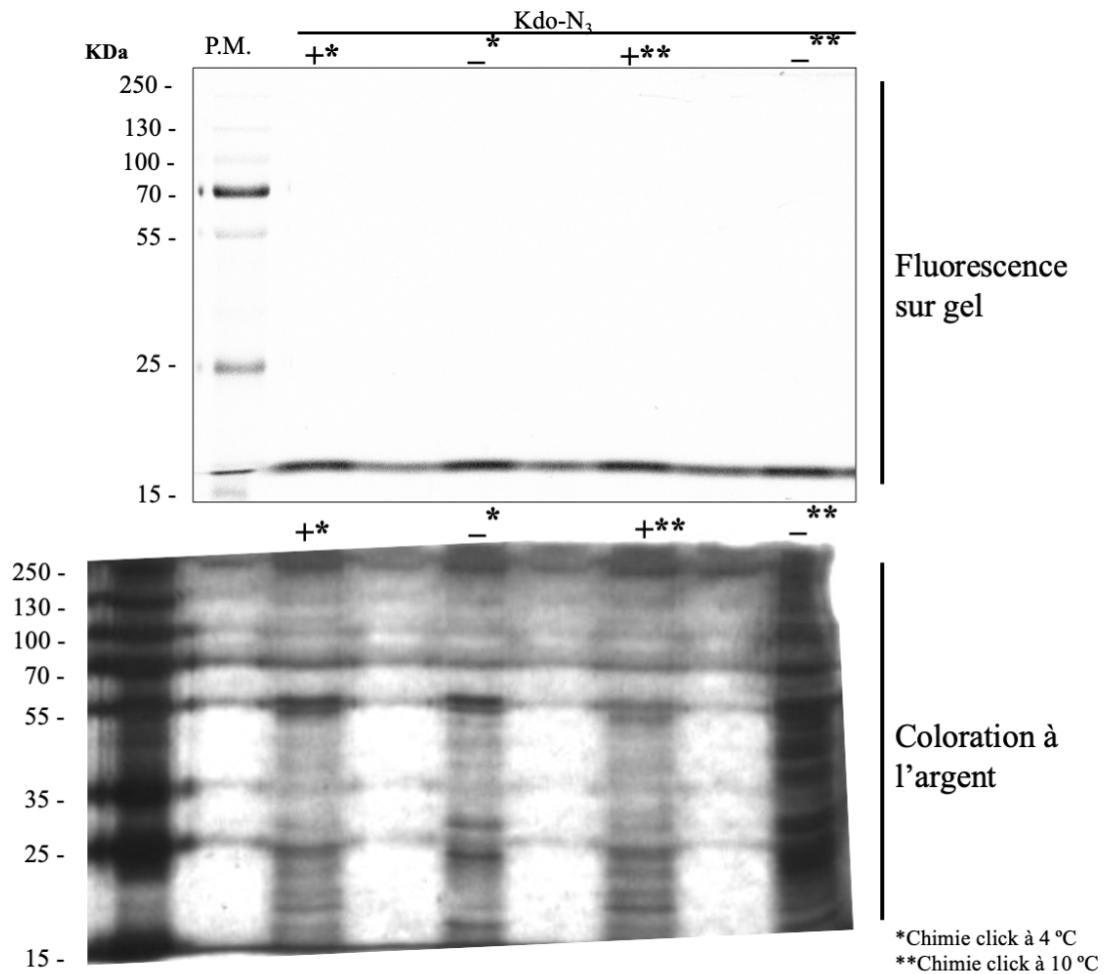 Kdo-N₃
KDa P.M. +* –* +** –**
250 -
130 -
100 -
70 -
55 -
25 -
15 -
Fluorescence
sur gel
+* –* +** –**
250 -
130 -
100 -
70 -
55 -
35 -
25 -
15 -
Coloration à
l’argent
*Chimie click à 4 ºC
**Chimie click à 10 ºC